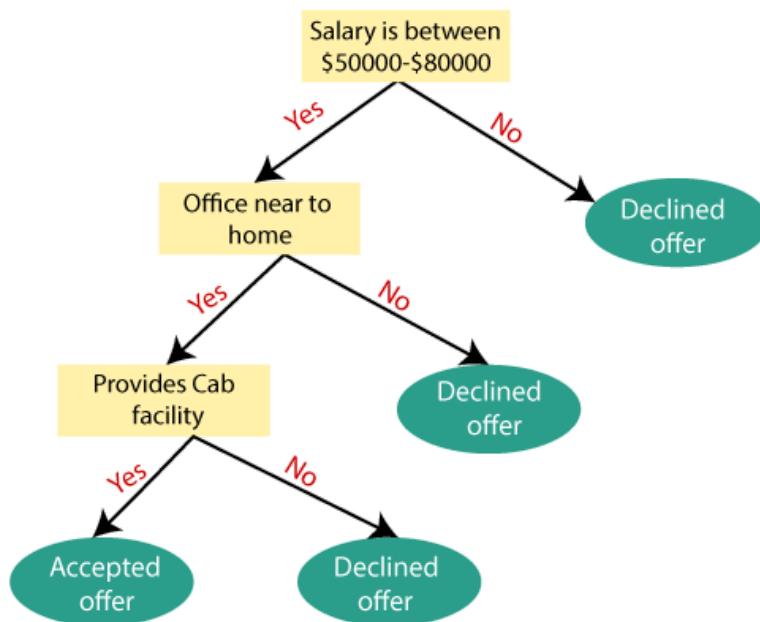 Salary is between
$50000-$80000
Yes
No
Office near to
home
Declined
offer
Yes
No
Provides Cab
facility
Declined
offer
Yes
No
Accepted
offer
Declined
offer